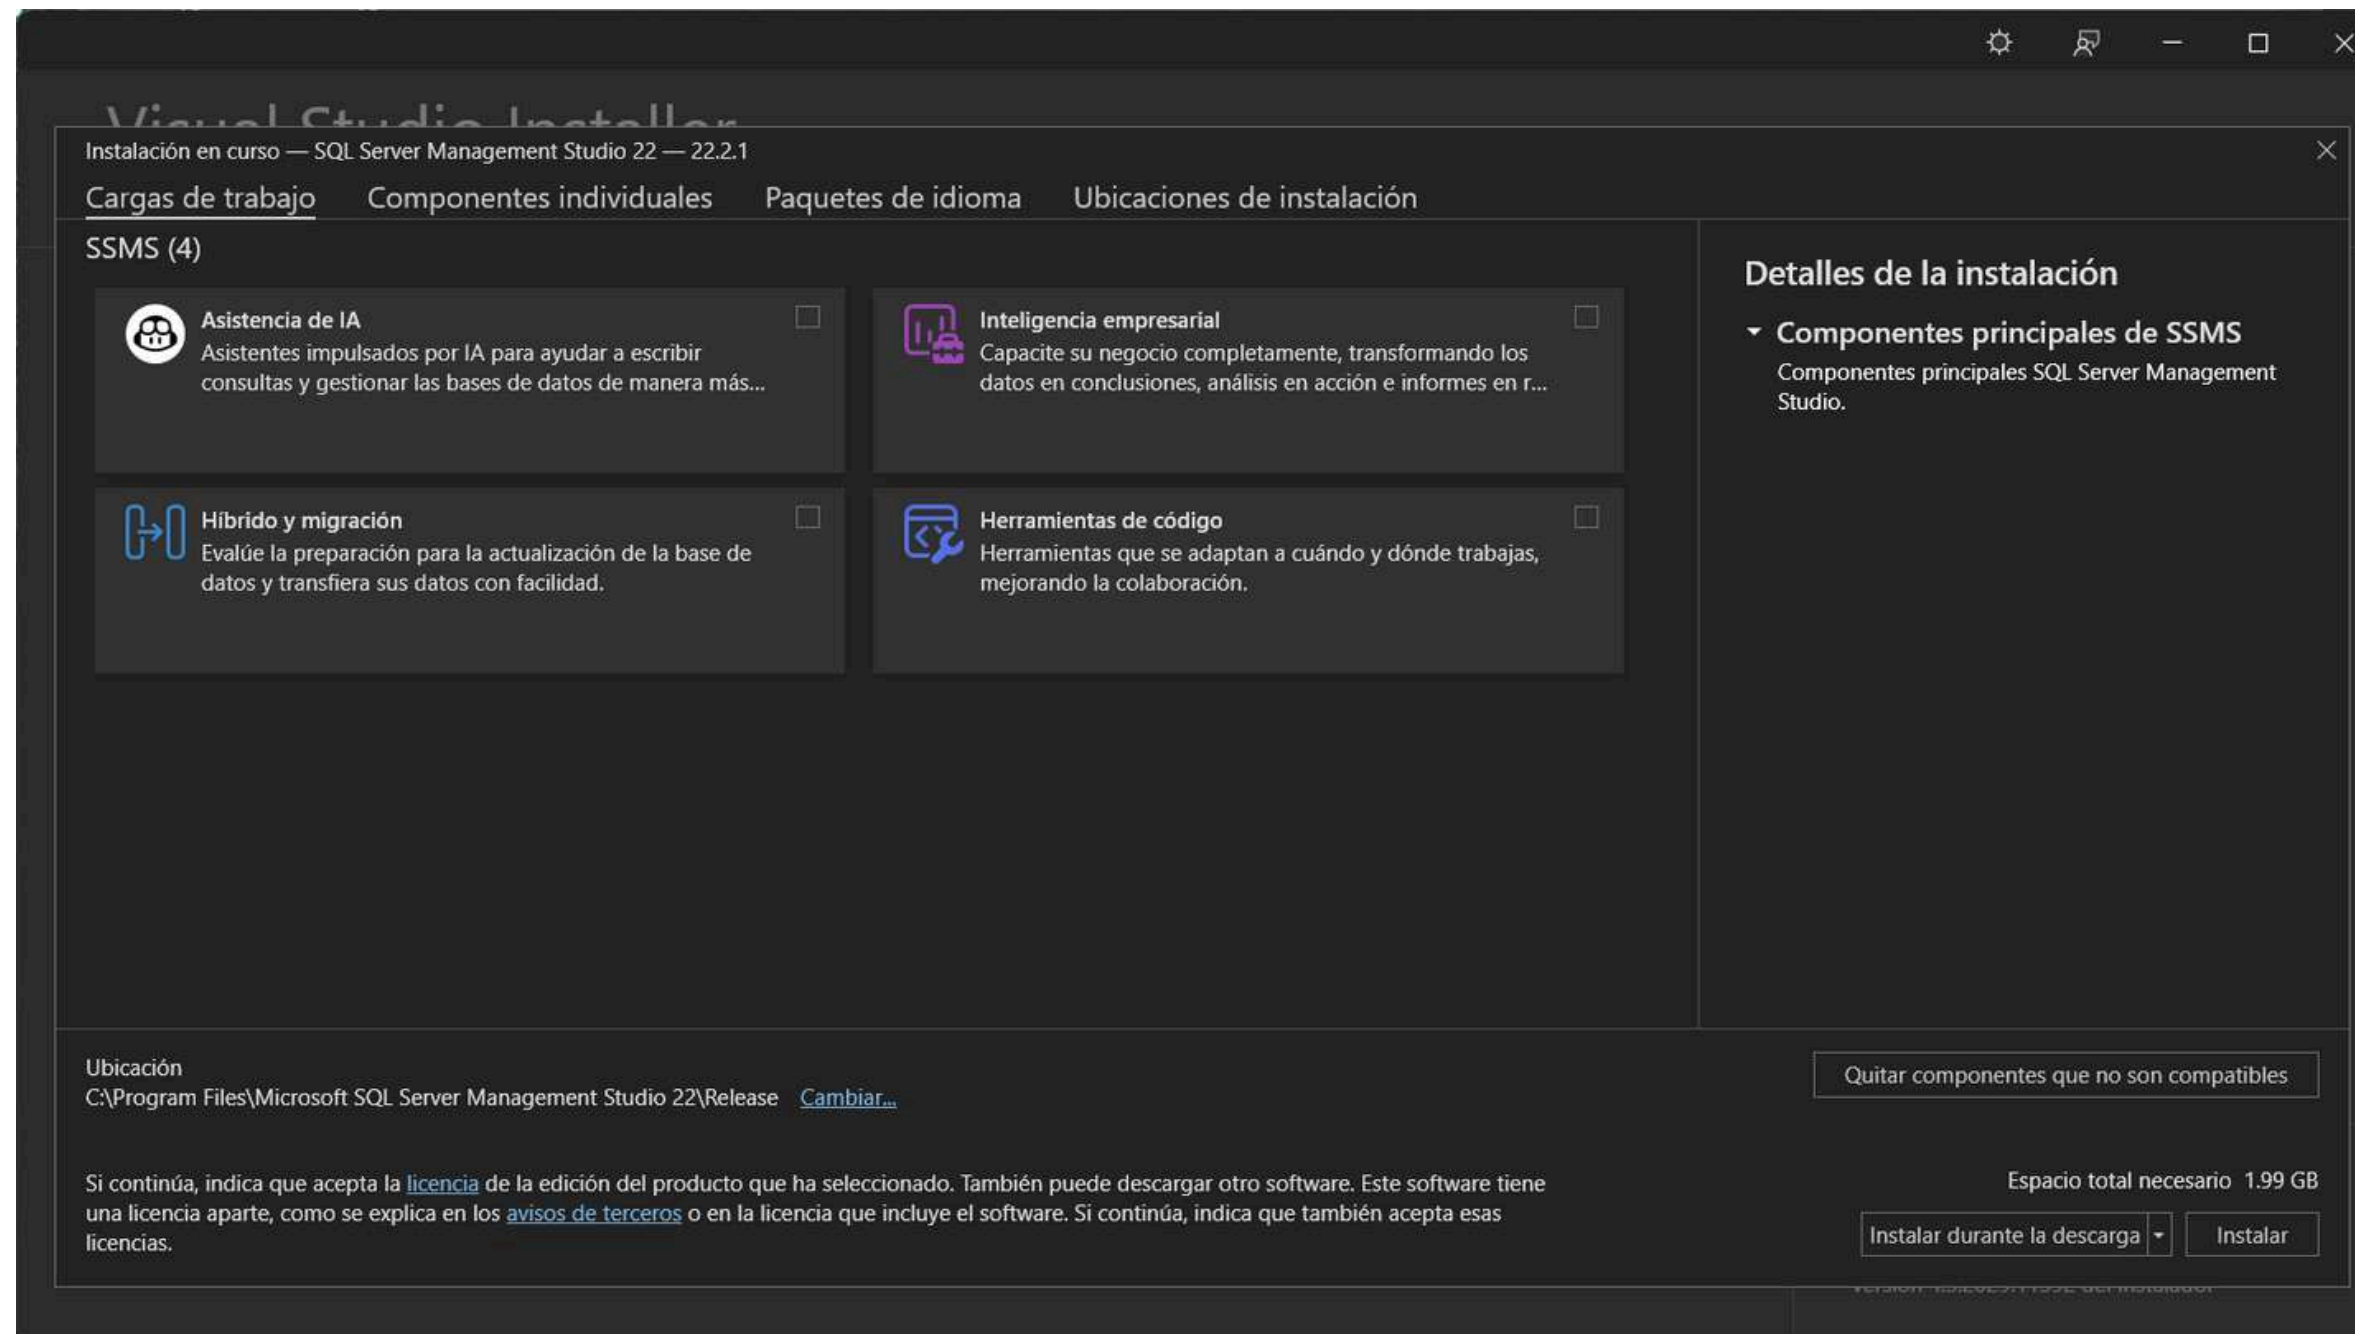 Visual Studio Installer
Instalación en curso — SQL Server Management Studio 22 — 22.2.1
Cargas de trabajo
Componentes individuales
Paquetes de idioma
Ubicaciones de instalación
SSMS (4)
Asistencia de IA
Asistentes impulsados por IA para ayudar a escribir
consultas y gestionar las bases de datos de manera más...
Inteligencia empresarial
Capacite su negocio completamente, transformando los
datos en conclusiones, análisis en acción e informes en r...
Híbrido y migración
Evalúe la preparación para la actualización de la base de
datos y transfiera sus datos con facilidad.
Herramientas de código
Herramientas que se adaptan a cuándo y dónde trabajas,
mejorando la colaboración.
Detalles de la instalación
Componentes principales de SSMS
Componentes principales SQL Server Management
Studio.
Ubicación
C:\Program Files\Microsoft SQL Server Management Studio 22\Release Cambiar...
Quitar componentes que no son compatibles
Si continúa, indica que acepta la licencia de la edición del producto que ha seleccionado. También puede descargar otro software. Este software tiene
una licencia aparte, como se explica en los avisos de terceros o en la licencia que incluye el software. Si continúa, indica que también acepta esas
licencias.
Espacio total necesario 1.99 GB
Instalar durante la descarga
Instalar